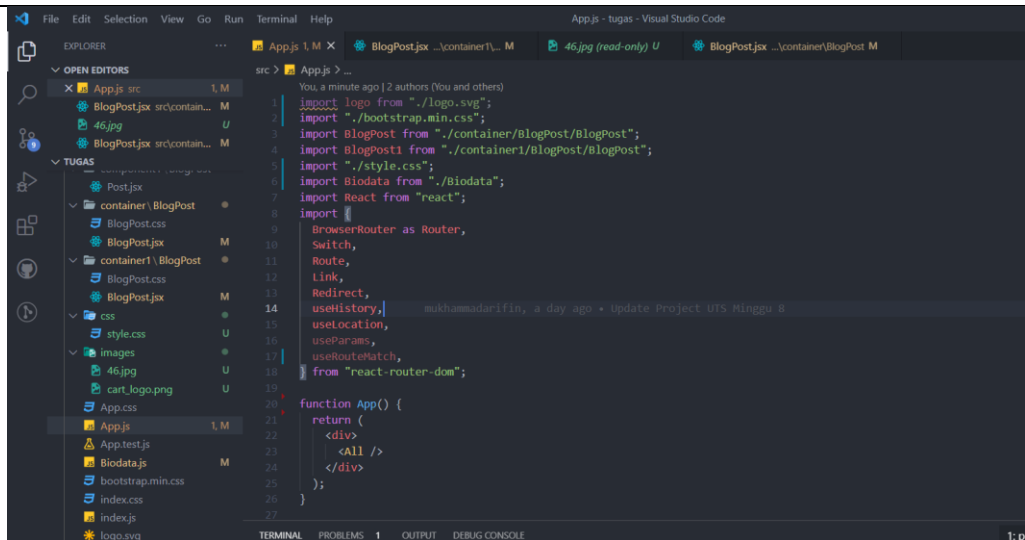 File Edit Selection View Go Run Terminal Help App.js - tugas - Visual Studio Code
EXPLORER ...
OPEN EDITORS
App.js src 1, M
BlogPost.jsx src\contain... M
46.jpg U
BlogPost.jsx src\contain... M
TUGAS
Post.jsx
container \ BlogPost
BlogPost.css
BlogPost.jsx M
container1 \ BlogPost
BlogPost.css
BlogPost.jsx M
css
style.css U
images
46.jpg U
cart_logo.png U
App.css
App.js 1, M
App.test.js
Biodata.js M
bootstrap.min.css
index.css
index.js
logo.svg
9
App.js 1, M BlogPost.jsx ...\container1\... M 46.jpg (read-only) U BlogPost.jsx ...\container\BlogPost M
src > App.js > ...
You, a minute ago | 2 authors (You and others)
1 import logo from "./logo.svg";
2 import "./bootstrap.min.css";
3 import BlogPost from "./container/BlogPost/BlogPost";
4 import BlogPost1 from "./container1/BlogPost/BlogPost";
5 import "./style.css";
6 import Biodata from "./Biodata";
7 import React from "react";
8 import {
9 BrowserRouter as Router,
10 Switch,
11 Route,
12 Link,
13 Redirect,
14 useHistory, mukhammadarifin, a day ago • Update Project UTS Minggu 8
15 useLocation,
16 useParams,
17 useRouteMatch,
18 } from "react-router-dom";
19
20 function App() {
21 return (
22 <div>
23 <All />
24 </div>
25 );
26 }
27
TERMINAL PROBLEMS 1 OUTPUT DEBUG CONSOLE 1: p